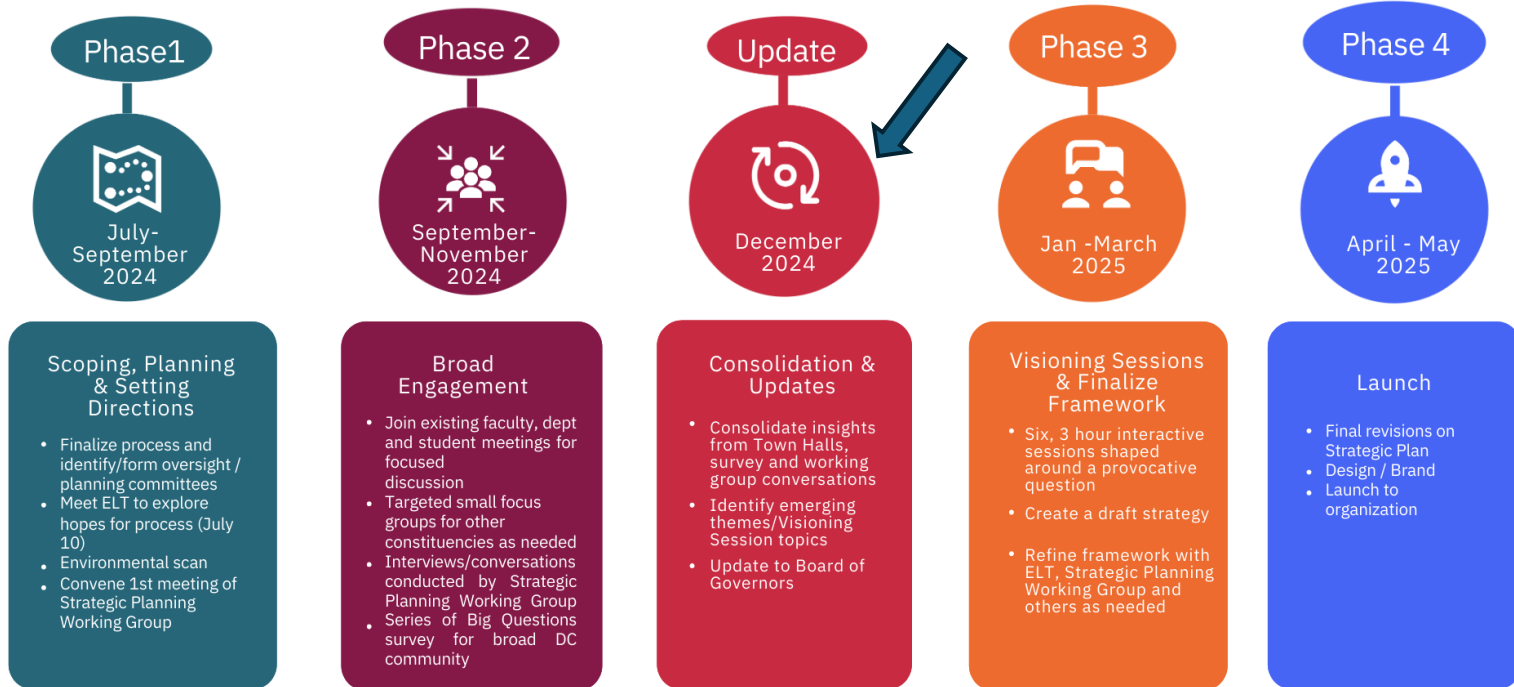 Phase1
July-
September
2024
Scoping, Planning
& Setting
Directions
• Finalize process and
identify/form oversight /
planning committees
• Meet ELT to explore
hopes for process (July
10)
• Environmental scan
• Convene 1st meeting of
Strategic Planning
Working Group
Phase 2
September-
November
2024
Broad
Engagement
• Join existing faculty, dept
and student meetings for
focused
discussion
• Targeted small focus
groups for other
constituencies as needed
• Interviews/conversations
conducted by Strategic
Planning Working Group
• Series of Big Questions
survey for broad DC
community
Update
December
2024
Consolidation &
Updates
• Consolidate insights
from Town Halls,
survey and working
group conversations
• Identify emerging
themes/Visioning
Session topics
• Update to Board of
Governors
Phase 3
Jan -March
2025
Visioning Sessions
& Finalize
Framework
• Six, 3 hour interactive
sessions shaped
around a provocative
question
• Create a draft strategy
• Refine framework with
ELT, Strategic Planning
Working Group and
others as needed
Phase 4
April - May
2025
Launch
• Final revisions on
Strategic Plan
• Design / Brand
• Launch to
organization